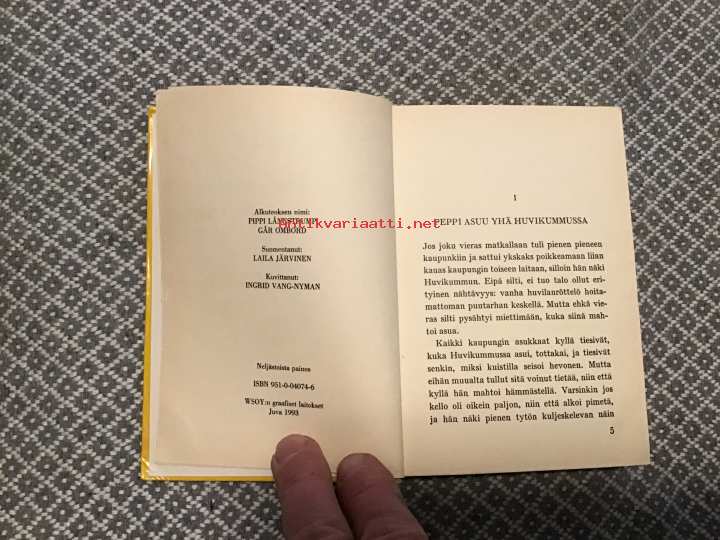 Alkuteoksen nimi:
PIPPI LÅNGSTRUMP
GÅR OMBORD
Suomentanut:
LAILA JÄRVINEN
Kuvittanut:
INGRID VANG-NYMAN
Neljästoista painos
ISBN 951-0-04074-6
WSOY:n graafiset laitokset
Juva 1993
antikvariaatti.net
I
PEPPI ASUU YHÄ HUVIKUMMUSSA
Jos joku vieras matkallaan tuli pienen pieneen
kaupunkiin ja sattui ykskaks poikkeamaan liian
kauas kaupungin toiseen laitaan, silloin hän näki
Huvikummun. Eipä silti, ei tuo talo ollut eri-
tyinen nähtävyys: vanha huvilanröttelö hoita-
mattoman puutarhan keskellä. Mutta ehkä vie-
ras silti pysähtyi miettimään, kuka siinä mah-
toi asua.
Kaikki kaupungin asukkaat kyllä tiesivät,
kuka Huvikummussa asui, tottakai, ja tiesivät
senkin, miksi kuistilla seisoi hevonen. Mutta
eihän muualta tullut sitä voinut tietää, niin että
kyllä hän mahtoi hämmästellä. Varsinkin jos
kello oli oikein paljon, niin että alkoi pimetä,
ja hän näki pienen tytön kuljeskelevan näin
5